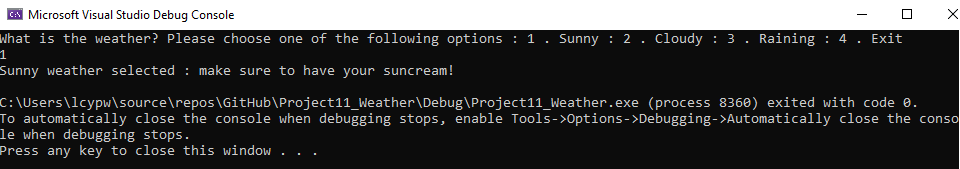 Microsoft Visual Studio Debug Console
What is the weather? Please choose one of the following options : 1 . Sunny : 2 . Cloudy : 3 . Raining : 4 . Exit
1
Sunny weather selected : make sure to have your suncream!
C:\Users\lcypw\source\repos\GitHub\Project11_Weather\Debug\Project11_Weather.exe (process 8360) exited with code 0.
To automatically close the console when debugging stops, enable Tools->Options->Debugging->Automatically close the conso
le when debugging stops.
Press any key to close this window . . .